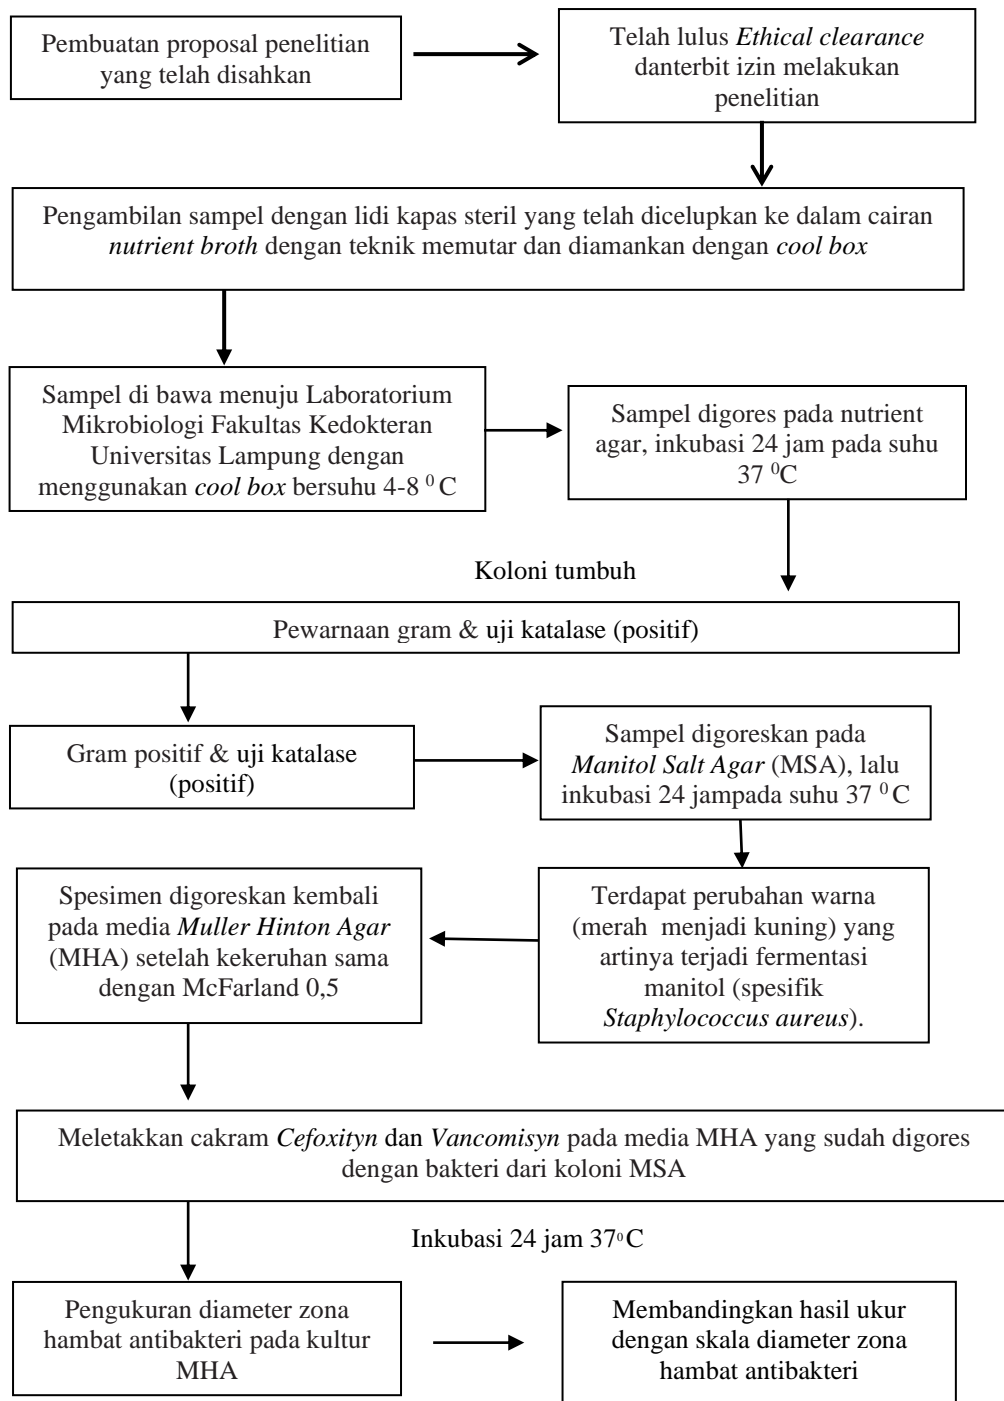 Pembuatan proposal penelitian
yang telah disahkan
Telah lulus Ethical clearance
danterbit izin melakukan
penelitian
Pengambilan sampel dengan lidi kapas steril yang telah dicelupkan ke dalam cairan
nutrient broth dengan teknik memutar dan diamankan dengan cool box
Sampel di bawa menuju Laboratorium
Mikrobiologi Fakultas Kedokteran
Universitas Lampung dengan
menggunakan cool box bersuhu 4-8 ⁰ C
Sampel digores pada nutrient
agar, inkubasi 24 jam pada suhu
37 ⁰C
Koloni tumbuh
Pewarnaan gram & uji katalase (positif)
Gram positif & uji katalase
(positif)
Sampel digoreskan pada
Manitol Salt Agar (MSA), lalu
inkubasi 24 jampada suhu 37 ⁰ C
Terdapat perubahan warna
(merah menjadi kuning) yang
artinya terjadi fermentasi
manitol (spesifik
Staphylococcus aureus).
Spesimen digoreskan kembali
pada media Muller Hinton Agar
(MHA) setelah kekeruhan sama
dengan McFarland 0,5
Meletakkan cakram Cefoxityn dan Vancomisyn pada media MHA yang sudah digores
dengan bakteri dari koloni MSA
Inkubasi 24 jam 37⁰C
Pengukuran diameter zona
hambat antibakteri pada kultur
MHA
Membandingkan hasil ukur
dengan skala diameter zona
hambat antibakteri